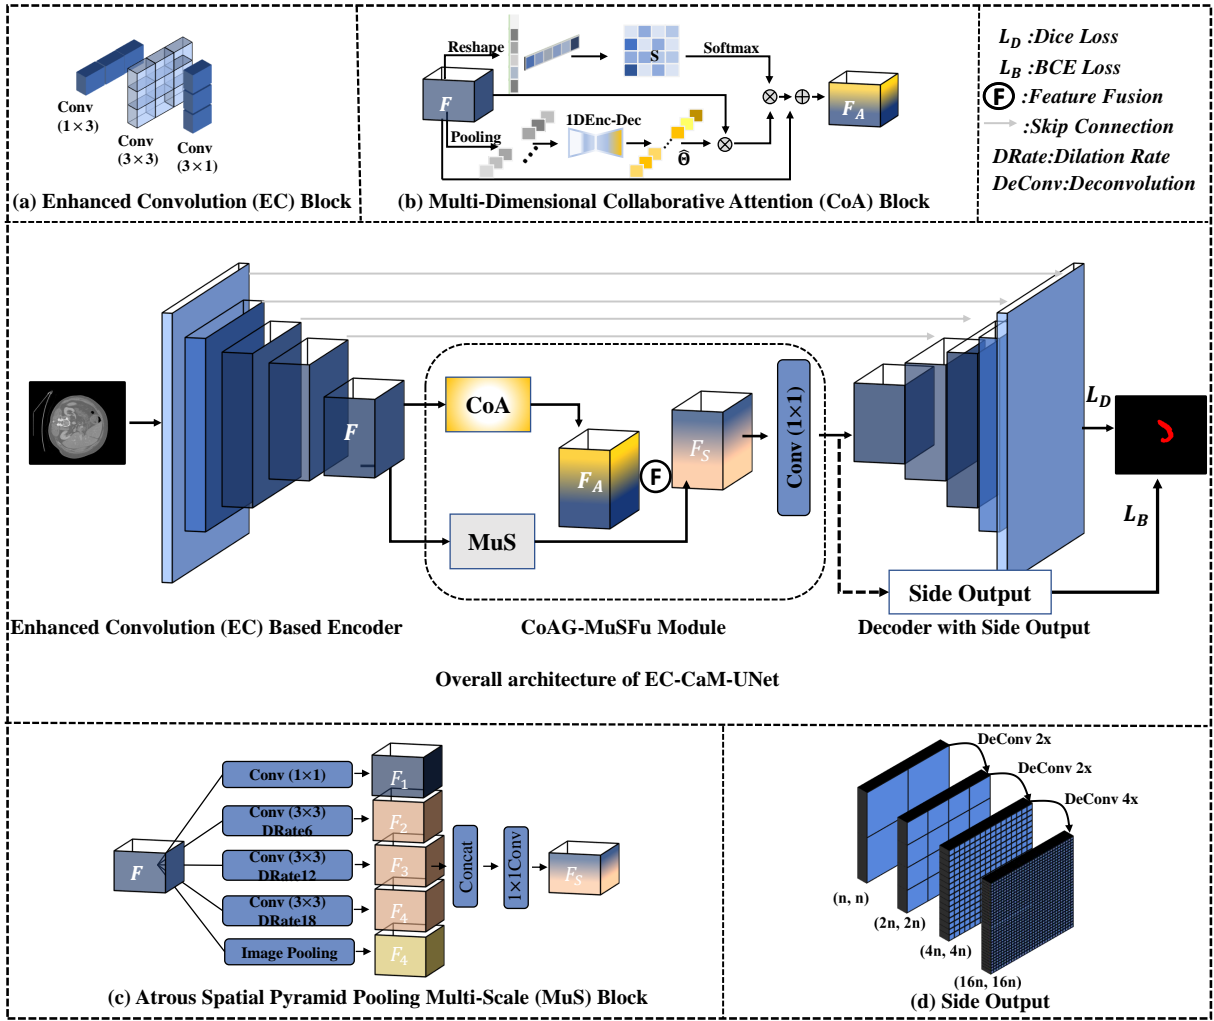 Conv
(1×3)
Conv
(3×3)
Conv
(3×1)
(a) Enhanced Convolution (EC) Block
Reshape
S
Softmax
F
Pooling
1DEnc-Dec
Θ̂
F_A
(b) Multi-Dimensional Collaborative Attention (CoA) Block
L_D :Dice Loss
L_B :BCE Loss
F :Feature Fusion
:Skip Connection
DRate:Dilation Rate
DeConv:Deconvolution
F
CoA
MuS
F_A
F
F_S
Conv (1×1)
L_D
L_B
Side Output
Enhanced Convolution (EC) Based Encoder
CoAG-MuSFu Module
Decoder with Side Output
Overall architecture of EC-CaM-UNet
F
Conv (1×1)
Conv (3×3)
DRate6
Conv (3×3)
DRate12
Conv (3×3)
DRate18
Image Pooling
F_1
F_2
F_3
F_4
F_4
Concat
1×1Conv
F_S
(c) Atrous Spatial Pyramid Pooling Multi-Scale (MuS) Block
DeConv 2x
DeConv 2x
DeConv 4x
(n, n)
(2n, 2n)
(4n, 4n)
(16n, 16n)
(d) Side Output